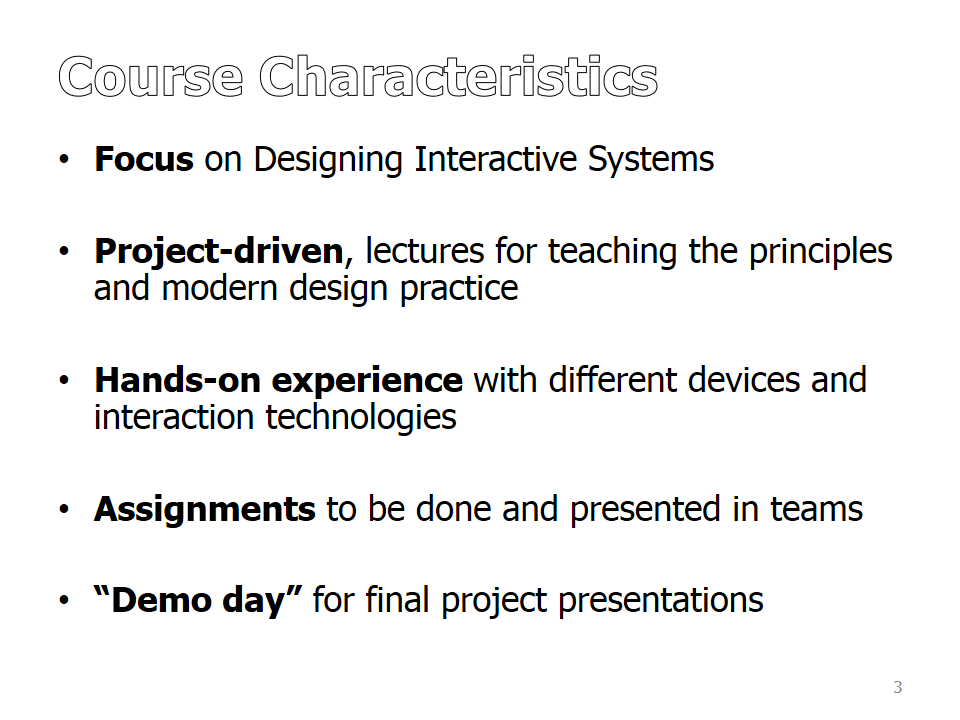 Course Characteristics
• Focus on Designing Interactive Systems
• Project-driven, lectures for teaching the principles
and modern design practice
• Hands-on experience with different devices and
interaction technologies
• Assignments to be done and presented in teams
• “Demo day” for final project presentations
3